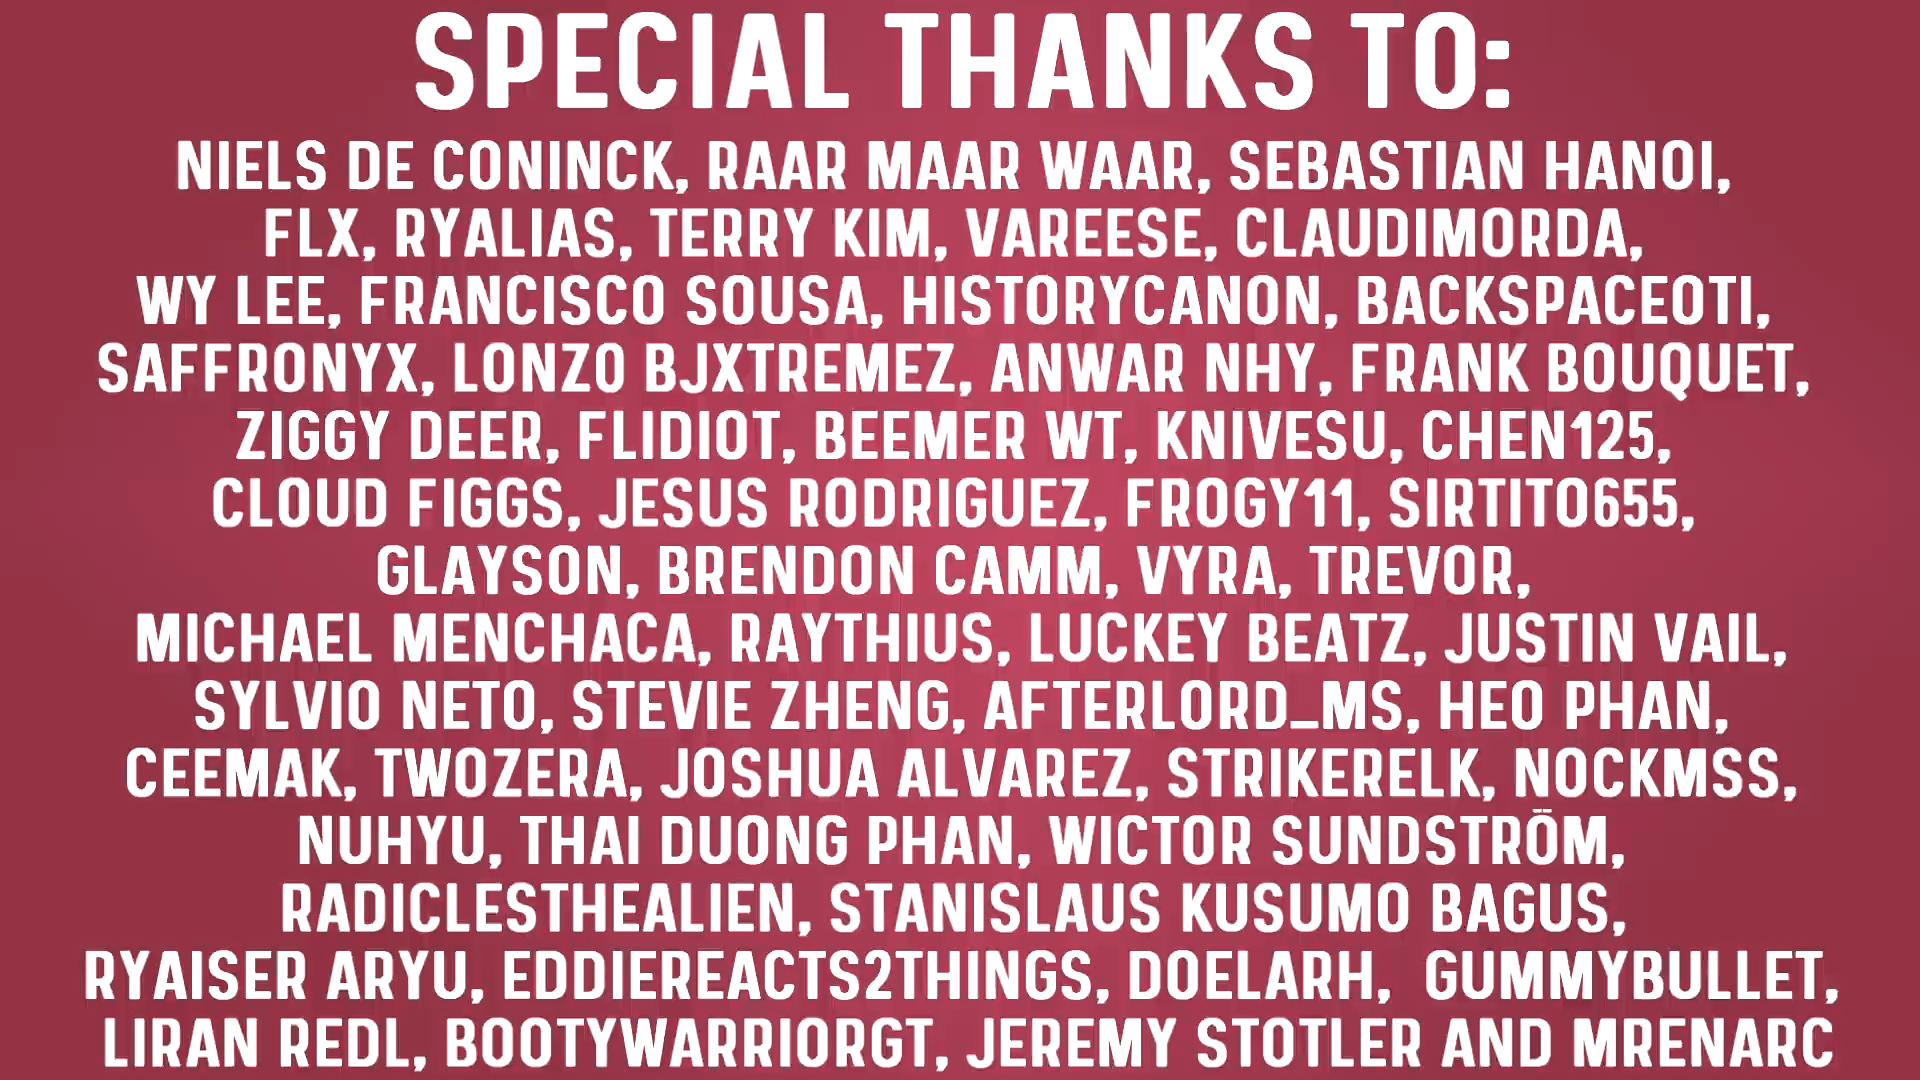 SPECIAL THANKS TO:
NIELS DE CONINCK, RAAR MAAR WAAR, SEBASTIAN HANOI,
FLX, RYALIAS, TERRY KIM, VAREESE, CLAUDIMORDA,
WY LEE, FRANCISCO SOUSA, HISTORYCANON, BACKSPACEOTI,
SAFFRONYX, LONZO BJXTREMEZ, ANWAR NHY, FRANK BOUQUET,
ZIGGY DEER, FLIDIOT, BEEMER WT, KNIVESU, CHEN125,
CLOUD FIGGS, JESUS RODRIGUEZ, FROGY11, SIRTITO655,
GLAYSON, BRENDON CAMM, VYRA, TREVOR,
MICHAEL MENCHACA, RAYTHIUS, LUCKEY BEATZ, JUSTIN VAIL,
SYLVIO NETO, STEVIE ZHENG, AFTERLORD_MS, HEO PHAN,
CEEMAK, TWOZERA, JOSHUA ALVAREZ, STRIKERELK, NOCKMSS,
NUHYU, THAI DUONG PHAN, WICTOR SUNDSTRÖM,
RADICLESTHEALIEN, STANISLAUS KUSUMO BAGUS,
RYAISER ARYU, EDDIEREACTS2THINGS, DOELARH, GUMMYBULLET,
LIRAN REDL, BOOTYWARRIORGT, JEREMY STOTLER AND MRENARC